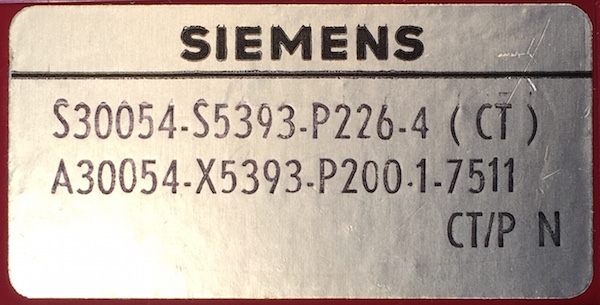 SIEMENS
S30054-S5393-P226-4 ( CT )
A30054-X5393-P200-1-7511
CT/P N